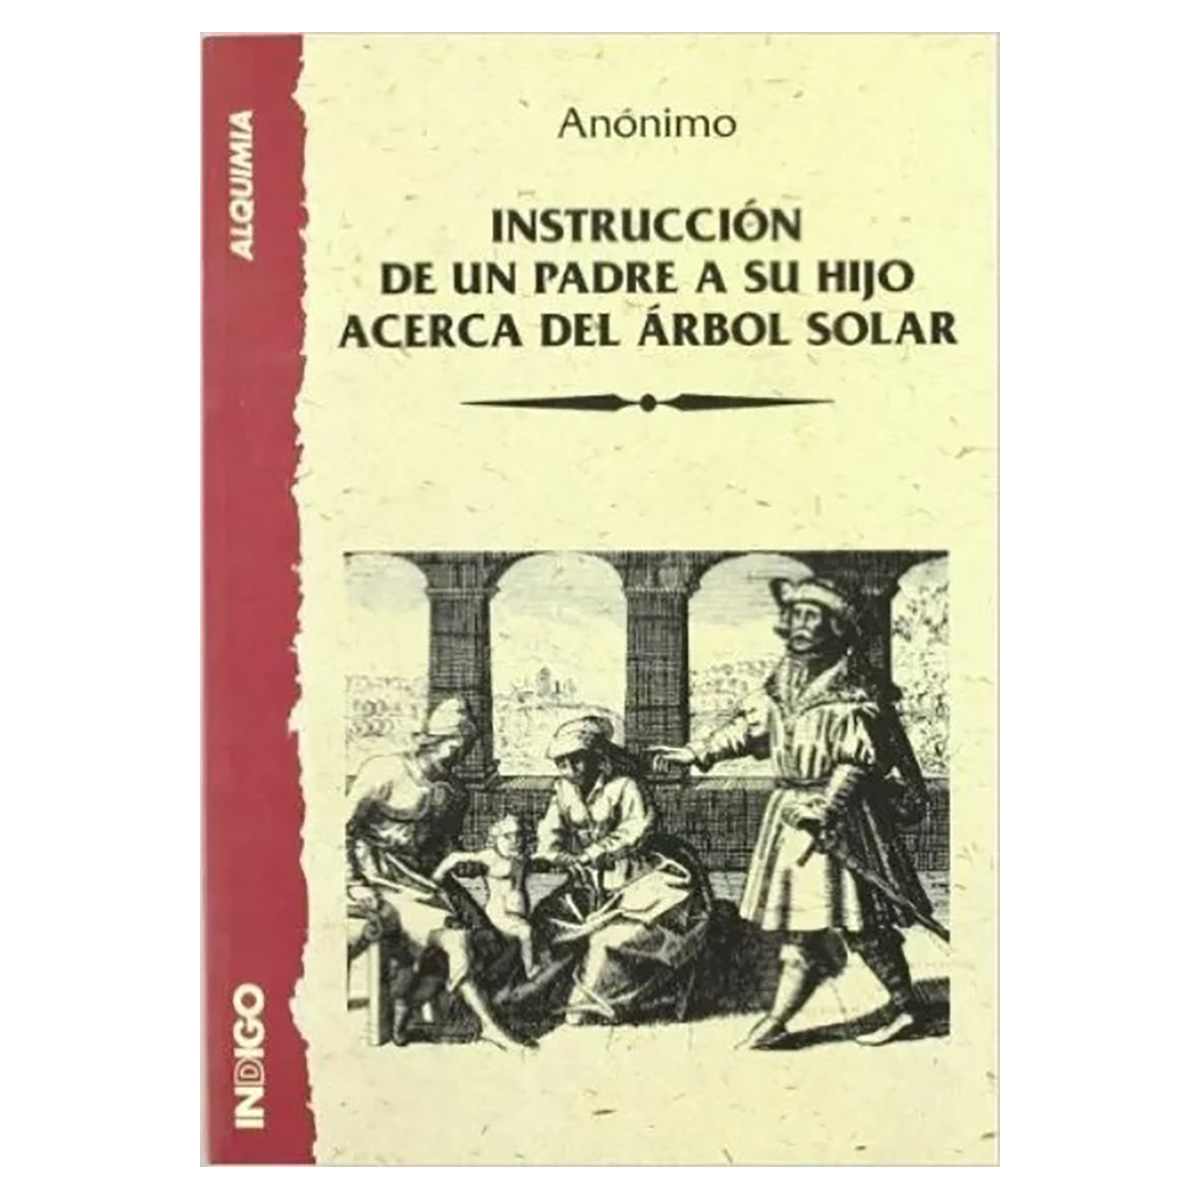 Anónimo
INSTRUCCIÓN
DE UN PADRE A SU HIJO
ACERCA DEL ÁRBOL SOLAR
ALQUIMIA
INDIGO